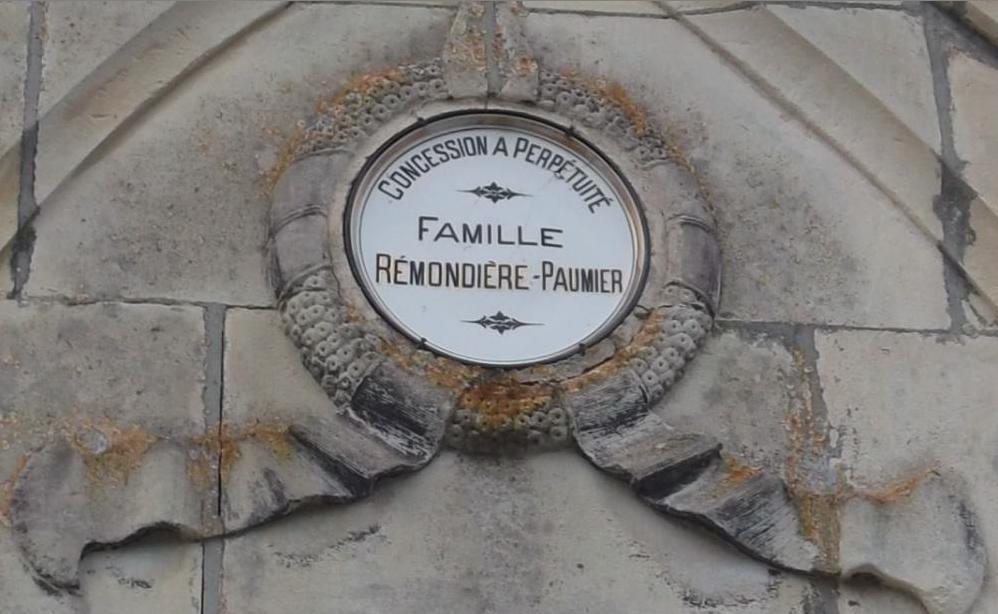 CONCESSION A PERPÉTUITÉ
FAMILLE
RÉMONDIÈRE-PAUMIER